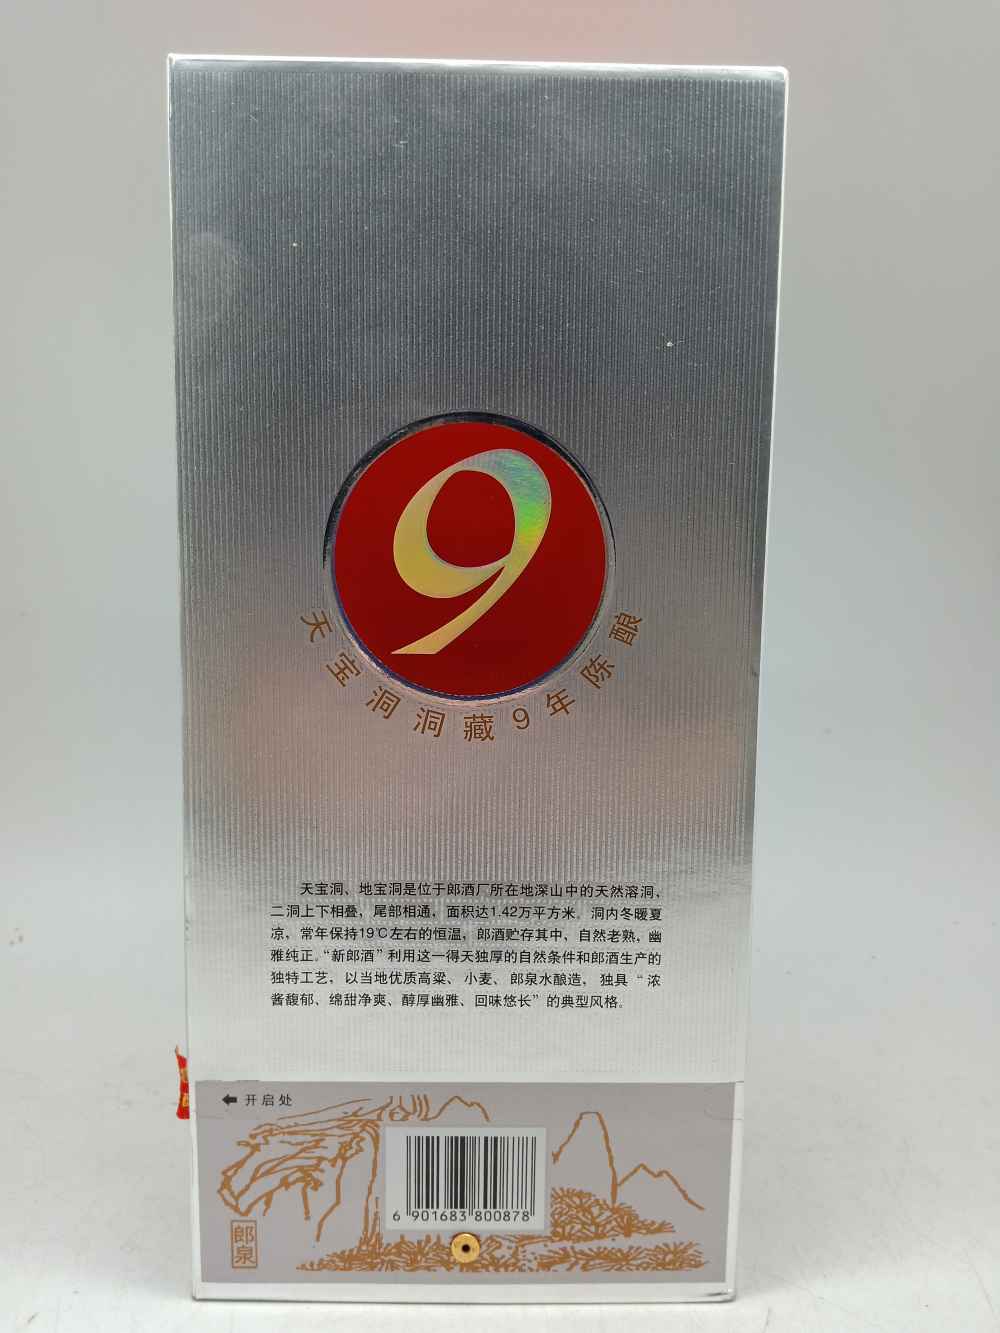 9
天宝洞洞藏9年陈酿
天宝洞、地宝洞是位于郎酒厂所在地深山中的天然溶洞、
二洞上下相叠，尾部相通，面积达1.42万平方米。洞内冬暖夏
凉，常年保持19℃左右的恒温，郎酒贮存其中，自然老熟，幽
雅纯正。“新郎酒”利用这一得天独厚的自然条件和郎酒生产的
独特工艺，以当地优质高粱、小麦、郎泉水酿造，独具“浓
酱馥郁、绵甜净爽、醇厚幽雅、回味悠长”的典型风格。
开启处
6 901683 800878
郎泉